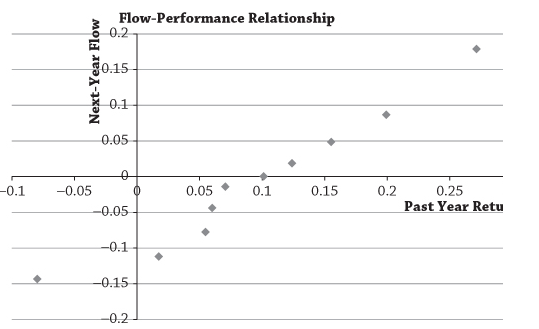 Flow-Performance Relationship
Next-Year Flow
0.2
0.15
0.1
0.05
0
−0.05
−0.1
−0.15
−0.2
−0.1 −0.05 0 0.05 0.1 0.15 0.2 0.25
Past Year Retu